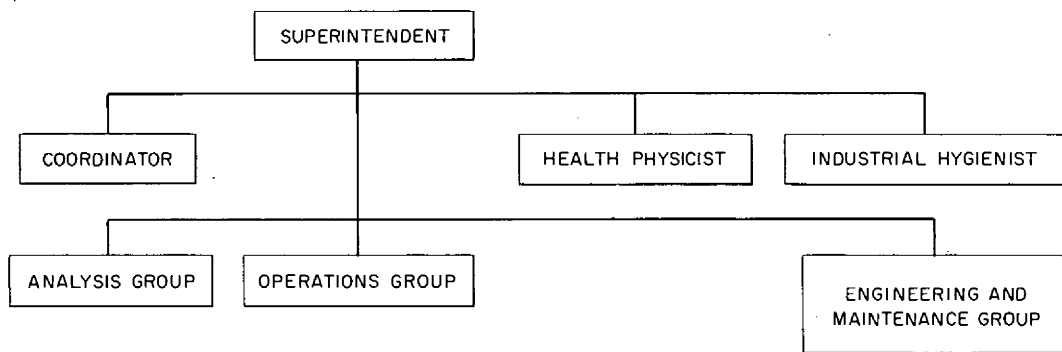 SUPERINTENDENT
COORDINATOR
HEALTH PHYSICIST
INDUSTRIAL HYGIENIST
ANALYSIS GROUP
OPERATIONS GROUP
ENGINEERING AND
MAINTENANCE GROUP